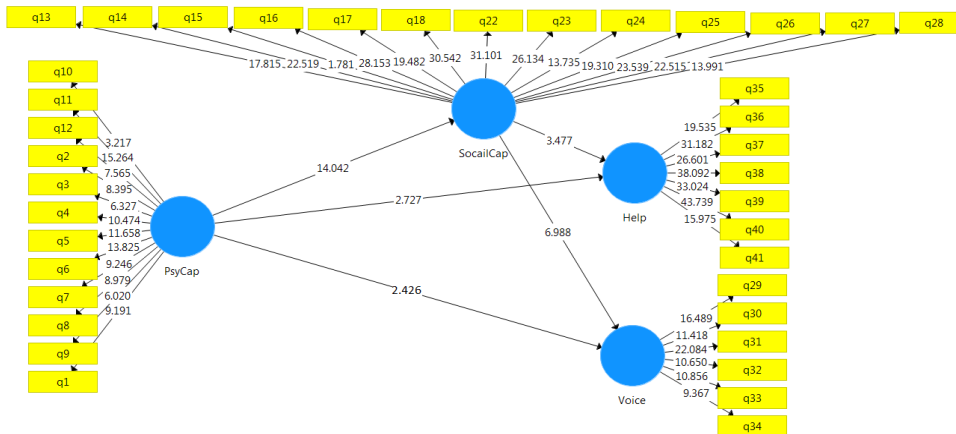 q13 q14 q15 q16 q17 q18 q22 q23 q24 q25 q26 q27 q28
17.815 22.519 1.781 28.153 19.482 30.542 31.101 26.134 13.735 19.310 23.539 22.515 13.991
q10
q11
q12
q2
q3
q4
q5
q6
q7
q8
q9
q1
3.217
15.264
7.565
8.395
6.327
10.474
11.658
13.825
9.246
8.979
6.020
9.191
PsyCap
14.042
2.727
2.426
SocailCap
3.477
6.988
Help
19.535
31.182
26.601
38.092
33.024
43.739
15.975
q35
q36
q37
q38
q39
q40
q41
Voice
16.489
11.418
22.084
10.650
10.856
9.367
q29
q30
q31
q32
q33
q34